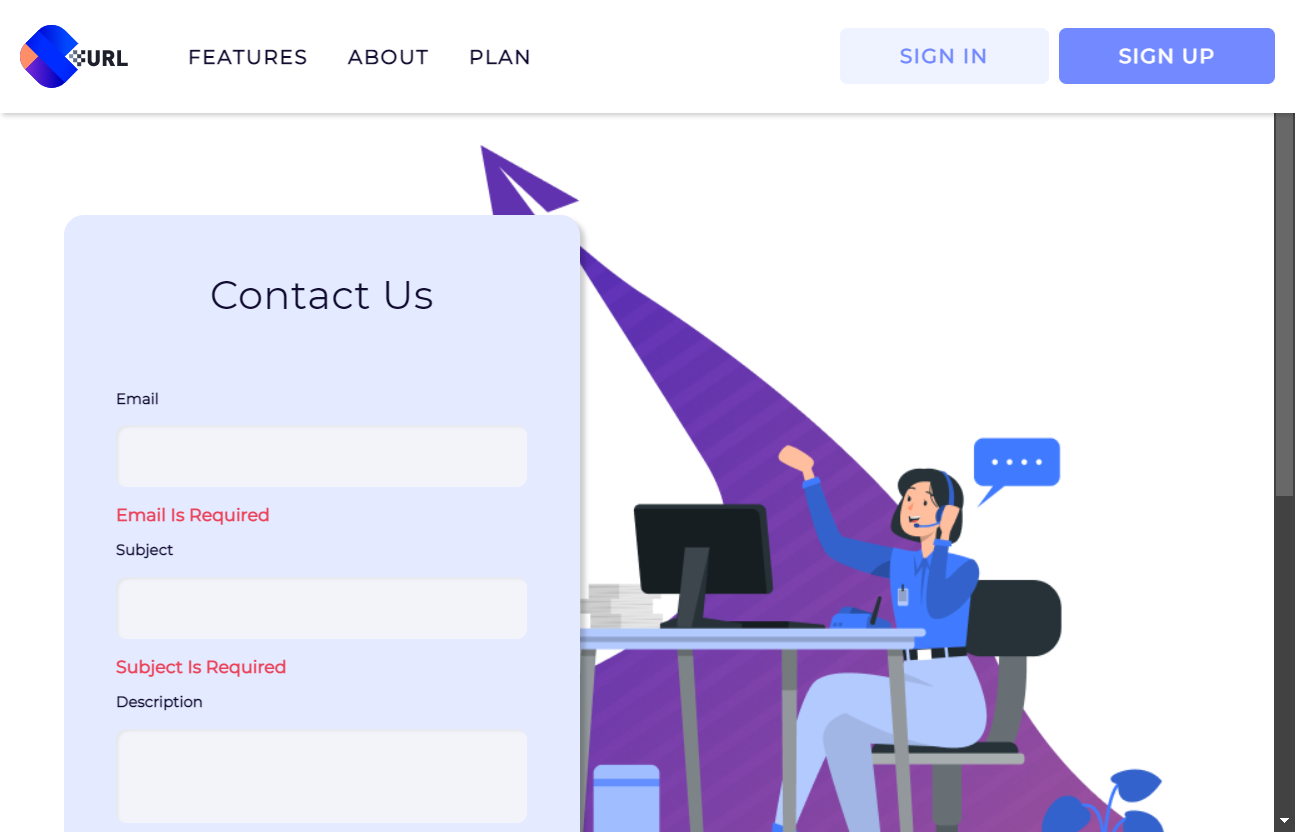 URL
FEATURES
ABOUT
PLAN
SIGN IN
SIGN UP
Contact Us
Email
Email Is Required
Subject
Subject Is Required
Description